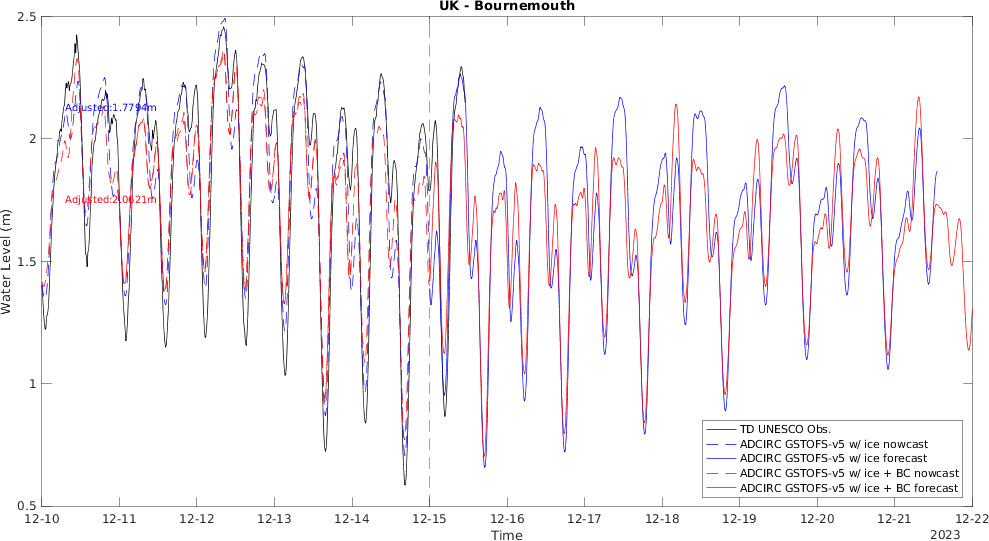 UK - Bournemouth
2.5
2
1.5
1
0.5
Water Level (m)
Adjusted:1.7794m
Adjusted:2.0621m
TD UNESCO Obs.
ADCIRC GSTOFS-v5 w/ ice nowcast
ADCIRC GSTOFS-v5 w/ ice forecast
ADCIRC GSTOFS-v5 w/ ice + BC nowcast
ADCIRC GSTOFS-v5 w/ ice + BC forecast
12-10 12-11 12-12 12-13 12-14 12-15 12-16 12-17 12-18 12-19 12-20 12-21 12-22
Time
2023